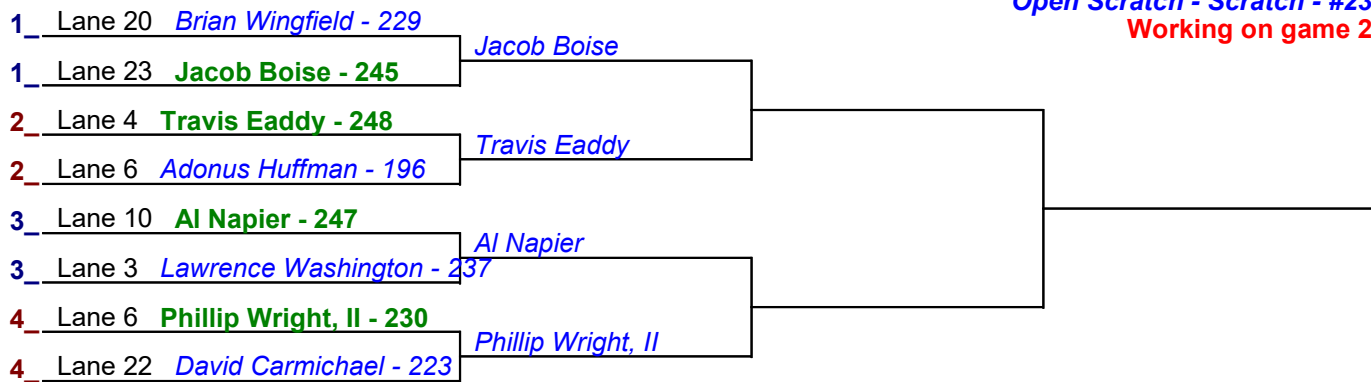 Open Scratch - Scratch - #23
Working on game 2
1_ Lane 20 Brian Wingfield - 229
Jacob Boise
1_ Lane 23 Jacob Boise - 245
2_ Lane 4 Travis Eaddy - 248
Travis Eaddy
2_ Lane 6 Adonus Huffman - 196
3_ Lane 10 Al Napier - 247
Al Napier
3_ Lane 3 Lawrence Washington - 237
4_ Lane 6 Phillip Wright, II - 230
Phillip Wright, II
4_ Lane 22 David Carmichael - 223